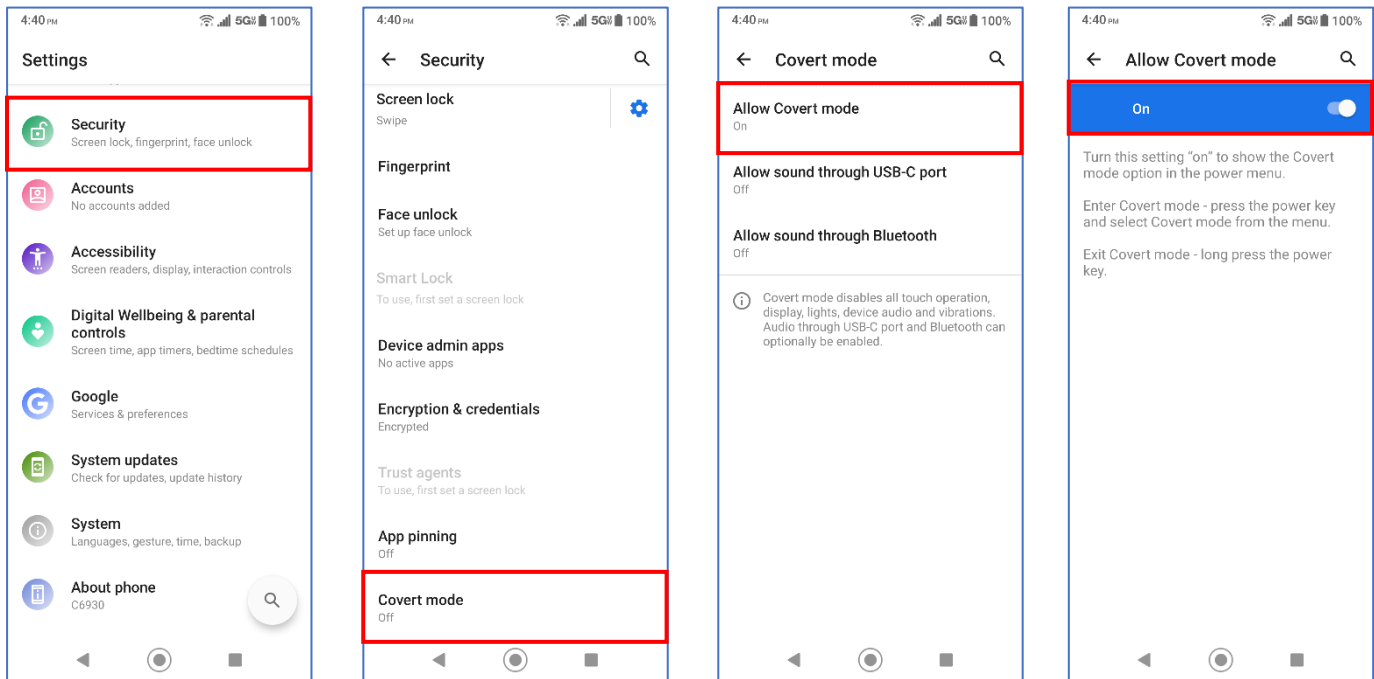 4:40 PM 5G 100%
Settings
Security
Screen lock, fingerprint, face unlock
Accounts
No accounts added
Accessibility
Screen readers, display, interaction controls
Digital Wellbeing & parental
controls
Screen time, app timers, bedtime schedules
Google
Services & preferences
System updates
Check for updates, update history
System
Languages, gesture, time, backup
About phone
C6930
4:40 PM 5G 100%
Security
Screen lock
Swipe
Fingerprint
Face unlock
Set up face unlock
Smart Lock
To use, first set a screen lock
Device admin apps
No active apps
Encryption & credentials
Encrypted
Trust agents
To use, first set a screen lock
App pinning
Off
Covert mode
Off
4:40 PM 5G 100%
Covert mode
Allow Covert mode
On
Allow sound through USB-C port
Off
Allow sound through Bluetooth
Off
Covert mode disables all touch operation,
display, lights, device audio and vibrations.
Audio through USB-C port and Bluetooth can
optionally be enabled.
4:40 PM 5G 100%
Allow Covert mode
On
Turn this setting "on" to show the Covert
mode option in the power menu.
Enter Covert mode - press the power key
and select Covert mode from the menu.
Exit Covert mode - long press the power
key.